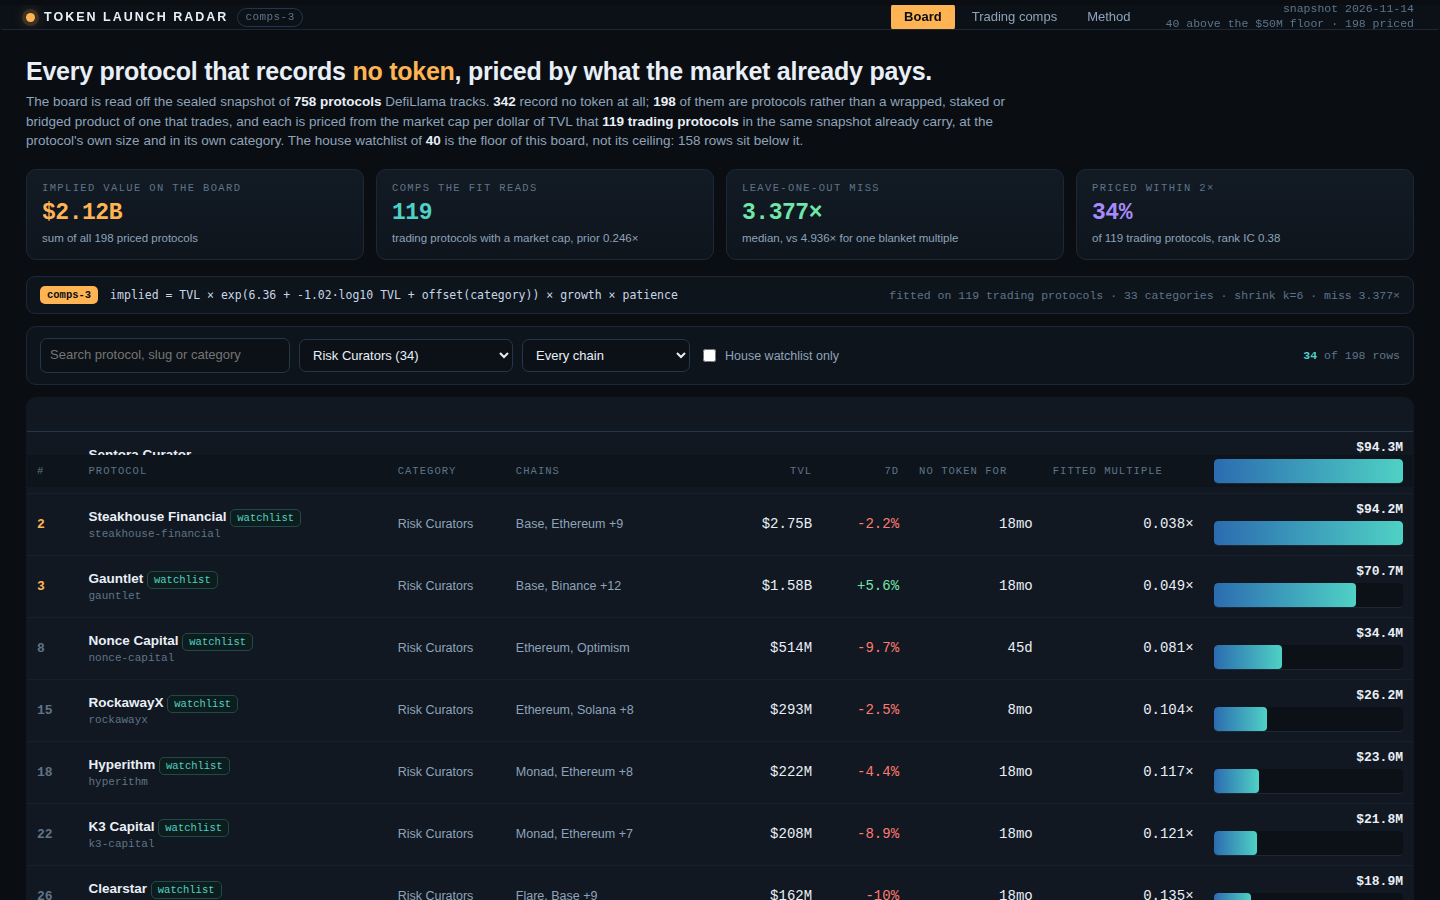 TOKEN LAUNCH RADAR comps-3 Board Trading comps Method snapshot 2026-11-14
40 above the $50M floor · 198 priced
Every protocol that records no token, priced by what the market already pays.
The board is read off the sealed snapshot of 758 protocols DefiLlama tracks. 342 record no token at all; 198 of them are protocols rather than a wrapped, staked or
bridged product of one that trades, and each is priced from the market cap per dollar of TVL that 119 trading protocols in the same snapshot already carry, at the
protocol's own size and in its own category. The house watchlist of 40 is the floor of this board, not its ceiling: 158 rows sit below it.
IMPLIED VALUE ON THE BOARD
$2.12B
sum of all 198 priced protocols
COMPS THE FIT READS
119
trading protocols with a market cap, prior 0.246×
LEAVE-ONE-OUT MISS
3.377×
median, vs 4.936× for one blanket multiple
PRICED WITHIN 2×
34%
of 119 trading protocols, rank IC 0.38
comps-3 implied = TVL × exp(6.36 + -1.02·log10 TVL + offset(category)) × growth × patience fitted on 119 trading protocols · 33 categories · shrink k=6 · miss 3.377×
Search protocol, slug or category Risk Curators (34) Every chain House watchlist only 34 of 198 rows
Sentora Curator $94.3M
# PROTOCOL CATEGORY CHAINS TVL 7D NO TOKEN FOR FITTED MULTIPLE
2 Steakhouse Financial watchlist Risk Curators Base, Ethereum +9 $2.75B -2.2% 18mo 0.038× $94.2M
steakhouse-financial
3 Gauntlet watchlist Risk Curators Base, Binance +12 $1.58B +5.6% 18mo 0.049× $70.7M
gauntlet
8 Nonce Capital watchlist Risk Curators Ethereum, Optimism $514M -9.7% 45d 0.081× $34.4M
nonce-capital
15 RockawayX watchlist Risk Curators Ethereum, Solana +8 $293M -2.5% 8mo 0.104× $26.2M
rockawayx
18 Hyperithm watchlist Risk Curators Monad, Ethereum +8 $222M -4.4% 18mo 0.117× $23.0M
hyperithm
22 K3 Capital watchlist Risk Curators Monad, Ethereum +7 $208M -8.9% 18mo 0.121× $21.8M
k3-capital
26 Clearstar watchlist Risk Curators Flare, Base +9 $162M -10% 18mo 0.135× $18.9M